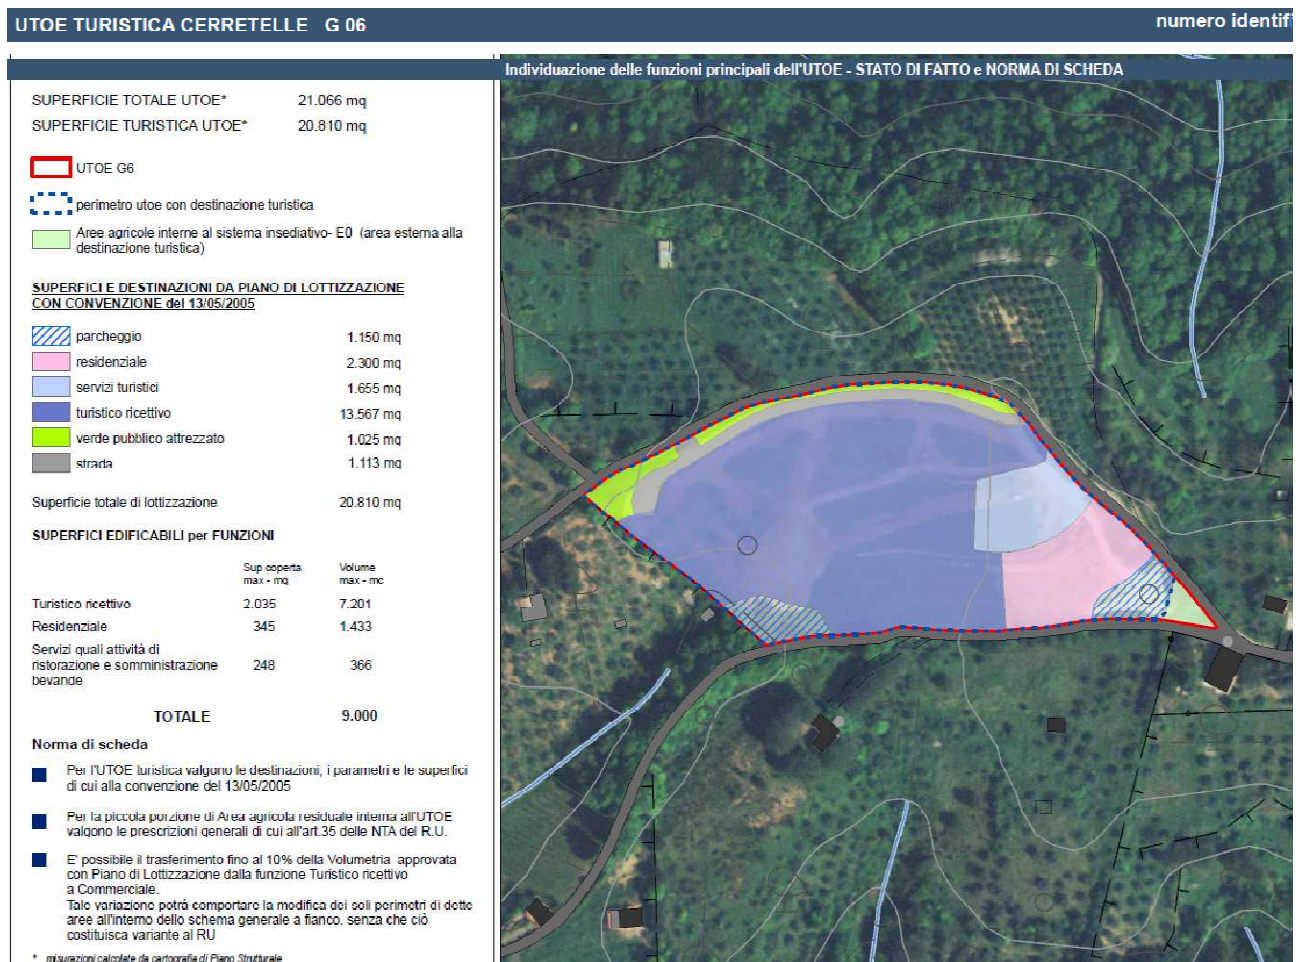 UTOE TURISTICA CERRETELLE G 06
numero identifi
Individuazione delle funzioni principali dell'UTOE - STATO DI FATTO e NORMA DI SCHEDA
SUPERFICIE TOTALE UTOE* 21.066 mq
SUPERFICIE TURISTICA UTOE* 20.810 mq
UTOE G6
perimetro utoe con destinazione turistica
Aree agricole interne al sistema insediativo- E0 (area esterna alla
destinazione turistica)
SUPERFICI E DESTINAZIONI DA PIANO DI LOTTIZZAZIONE
CON CONVENZIONE del 13/05/2005
parcheggio 1.150 mq
residenziale 2.300 mq
servizi turistici 1.655 mq
turistico ricettivo 13.567 mq
verde pubblico attrezzato 1.025 mq
strada 1.113 mq
Superficie totale di lottizzazione 20.810 mq
SUPERFICI EDIFICABILI per FUNZIONI
Sup coperta Volume
max - mq max - mc
Turistico ricettivo 2.035 7.201
Residenziale 345 1.433
Servizi quali attività di
ristorazione e somministrazione 248 366
bevande
TOTALE 9.000
Norma di scheda
Per l'UTOE turistica valgono le destinazioni, i parametri e le superfici
di cui alla convenzione del 13/05/2005
Per la piccola porzione di Area agricola residuale interna all'UTOE
valgono le prescrizioni generali di cui all'art.35 delle NTA del R.U.
E' possibile il trasferimento fino al 10% della Volumetria approvata
con Piano di Lottizzazione dalla funzione Turistico ricettivo
a Commerciale.
Tale variazione potrà comportare la modifica dei soli perimetri di dette
aree all'interno dello schema generale a fianco, senza che ciò
costituisca variante al RU
* misurazioni calcolate da cartografia di Piano Strutturale